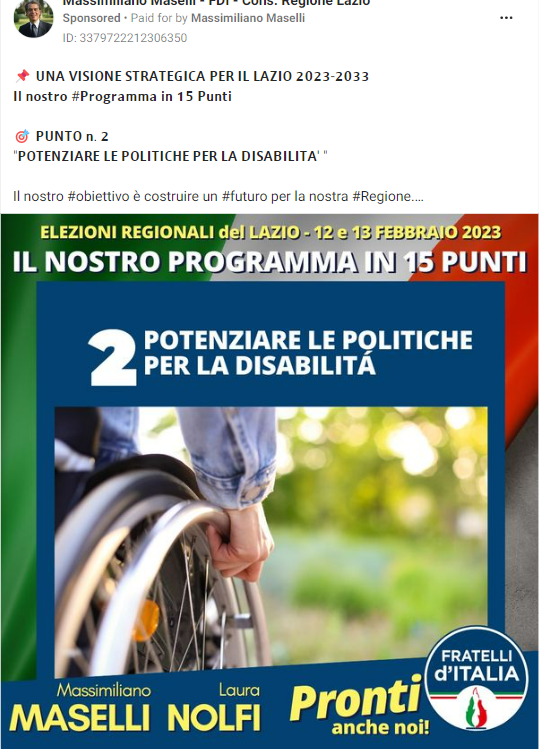 Massimiliano Maselli - FDI - Cons. Regione Lazio
Sponsored • Paid for by Massimiliano Maselli
ID: 3379722212306350
📌 UNA VISIONE STRATEGICA PER IL LAZIO 2023-2033
Il nostro #Programma in 15 Punti
🎯 PUNTO n. 2
"POTENZIARE LE POLITICHE PER LA DISABILITA' "
Il nostro #obiettivo è costruire un #futuro per la nostra #Regione....
ELEZIONI REGIONALI del LAZIO - 12 e 13 FEBBRAIO 2023
IL NOSTRO PROGRAMMA IN 15 PUNTI
2 POTENZIARE LE POLITICHE
PER LA DISABILITÁ
Massimiliano
MASELLI
Laura
NOLFI
Pronti
anche noi!
FRATELLI
d'ITALIA